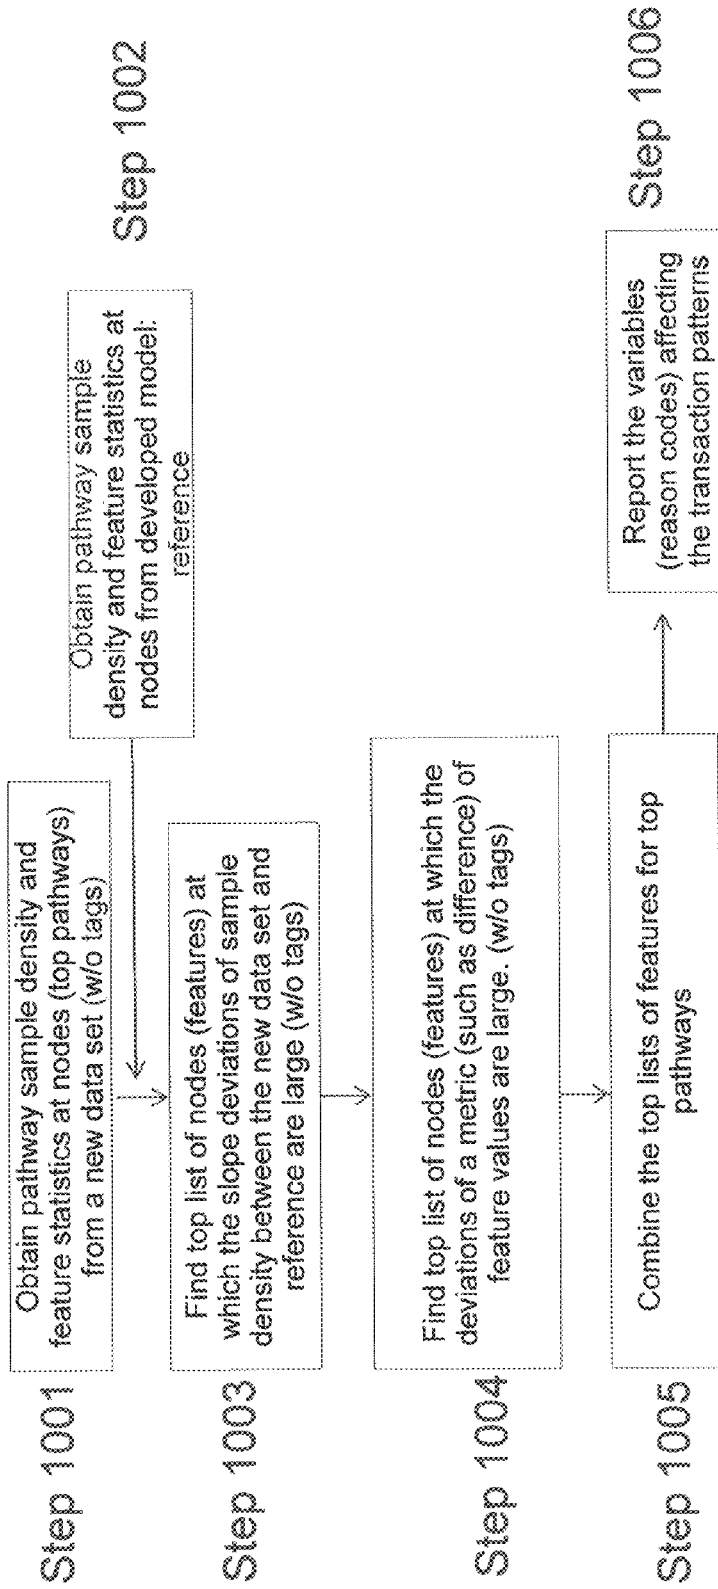 Step 1001
Obtain pathway sample density and
feature statistics at nodes (top pathways)
from a new data set (w/o tags)
Step 1002
Obtain pathway sample
density and feature statistics at
nodes from developed model:
reference
Step 1003
Find top list of nodes (features) at
which the slope deviations of sample
density between the new data set and
reference are large (w/o tags)
Step 1004
Find top list of nodes (features) at which the
deviations of a metric (such as difference) of
feature values are large. (w/o tags)
Step 1005
Combine the top lists of features for top
pathways
Step 1006
Report the variables
(reason codes) affecting
the transaction patterns